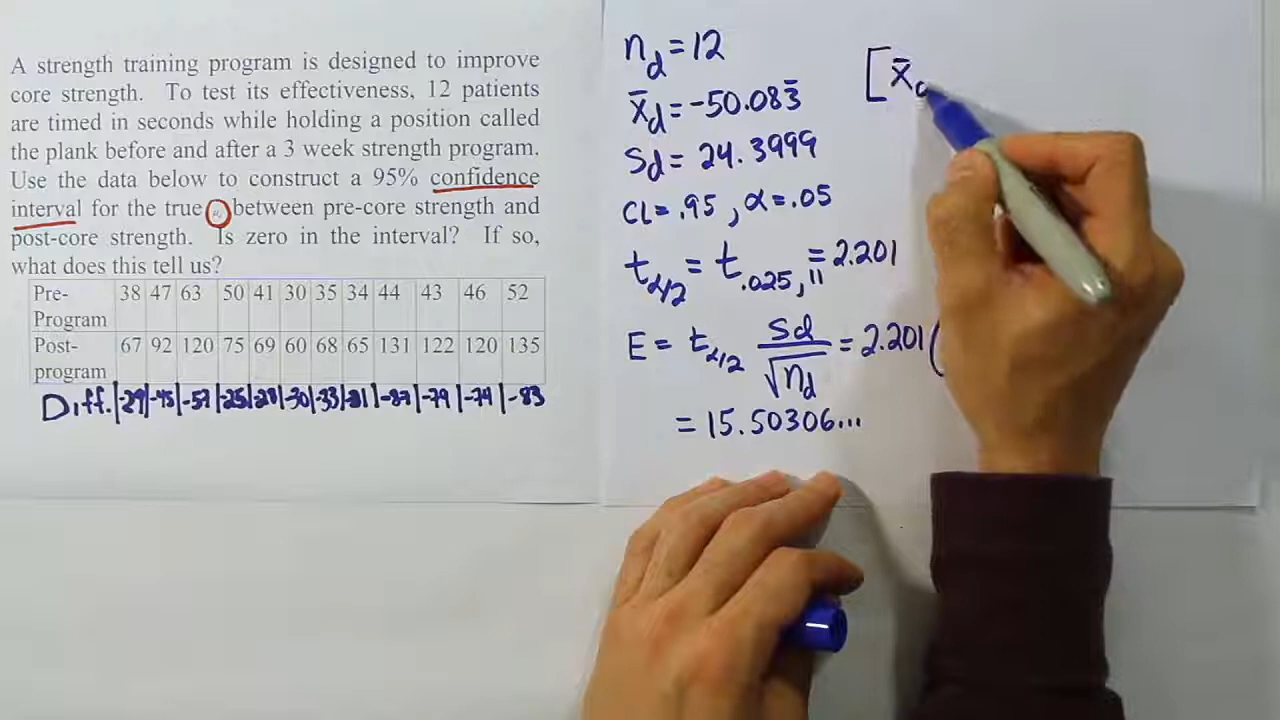 A strength training program is designed to improve
core strength. To test its effectiveness, 12 patients
are timed in seconds while holding a position called
the plank before and after a 3 week strength program.
Use the data below to construct a 95% confidence
interval for the true between pre-core strength and
post-core strength. Is zero in the interval? If so,
what does this tell us?
Pre-Program 38 47 63 50 41 30 35 34 44 43 46 52
Post-program 67 92 120 75 69 60 68 65 131 122 120 135
Diff. |-29|-45|-57|-25|-28|-30|-33|-31|-87|-79|-74|-83
n_d = 12
x̄_d = -50.083̄
Sd = 24.3999
CL = .95 , α = .05
t_α/2 = t_.025, 11 = 2.201
E = t_α/2 Sd/√n_d = 2.201 (
= 15.50306...
[x̄_d